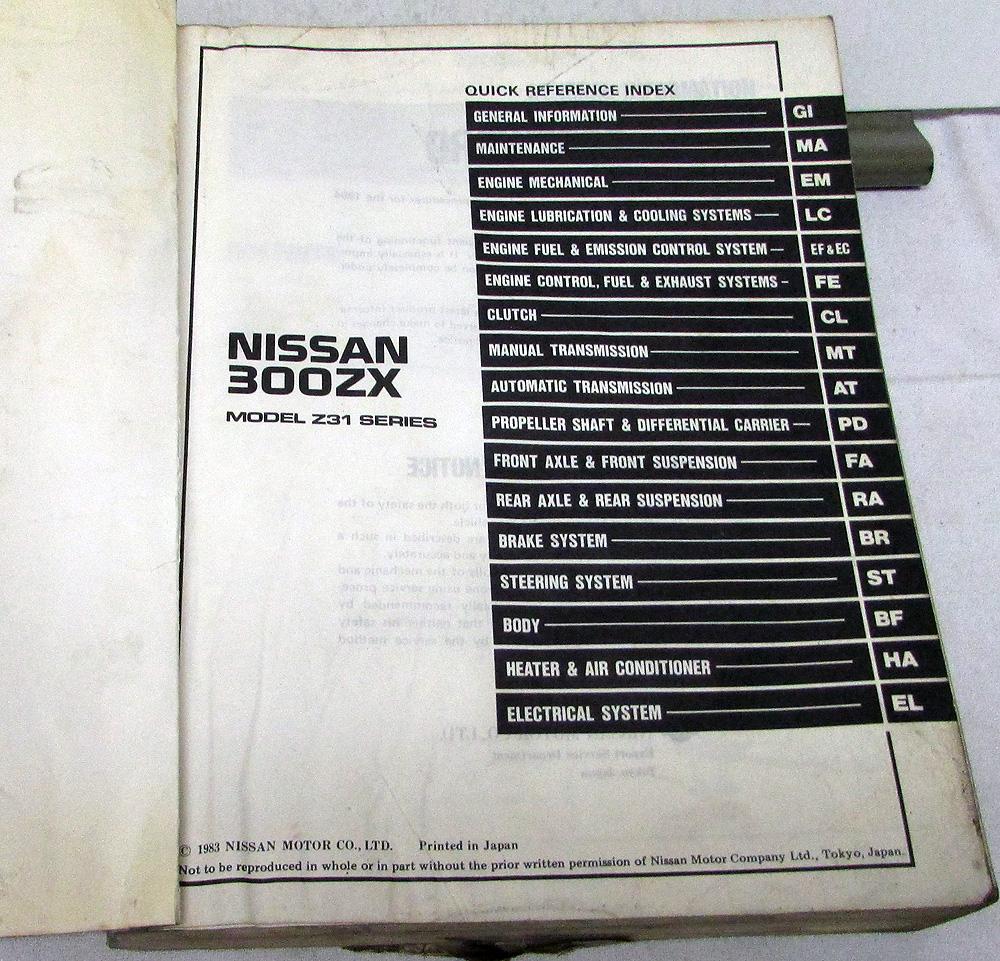 QUICK REFERENCE INDEX
GENERAL INFORMATION GI
MAINTENANCE MA
ENGINE MECHANICAL EM
ENGINE LUBRICATION & COOLING SYSTEMS LC
ENGINE FUEL & EMISSION CONTROL SYSTEM EF & EC
ENGINE CONTROL, FUEL & EXHAUST SYSTEMS FE
CLUTCH CL
MANUAL TRANSMISSION MT
AUTOMATIC TRANSMISSION AT
PROPELLER SHAFT & DIFFERENTIAL CARRIER PD
FRONT AXLE & FRONT SUSPENSION FA
REAR AXLE & REAR SUSPENSION RA
BRAKE SYSTEM BR
STEERING SYSTEM ST
BODY BF
HEATER & AIR CONDITIONER HA
ELECTRICAL SYSTEM EL
NISSAN
300ZX
MODEL Z31 SERIES
© 1983 NISSAN MOTOR CO., LTD. Printed in Japan
Not to be reproduced in whole or in part without the prior written permission of Nissan Motor Company Ltd., Tokyo, Japan.